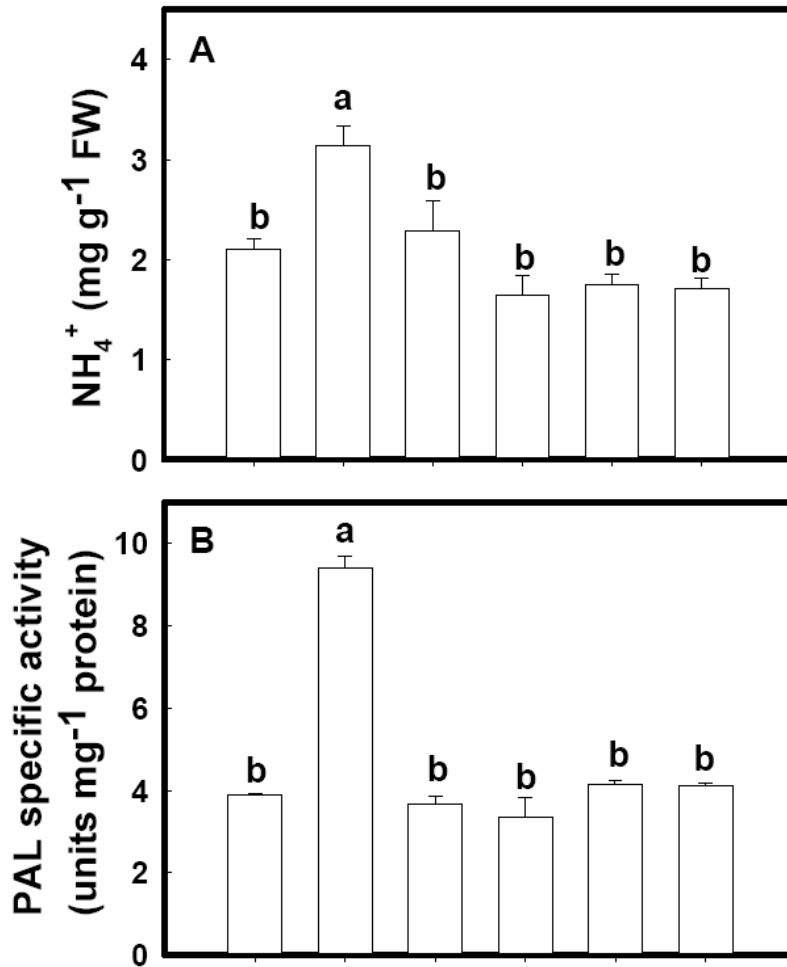 A
NH₄⁺ (mg g⁻¹ FW)
4
3
2
1
0
b
a
b
b
b
b
B
PAL specific activity
(units mg⁻¹ protein)
10
8
6
4
2
0
b
a
b
b
b
b